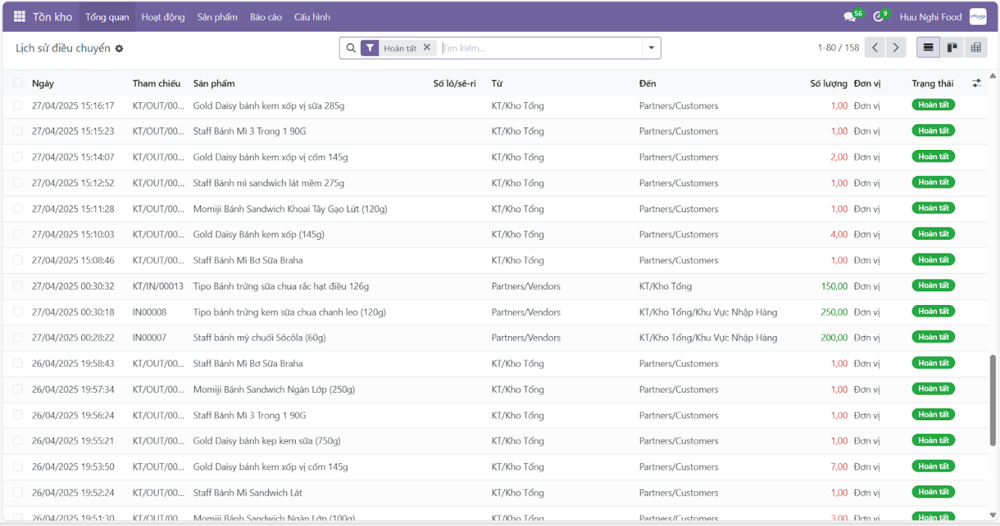 Tồn kho Tổng quan Hoạt động Sản phẩm Báo cáo Cấu hình 56 9 Huu Nghi Food
Lịch sử điều chuyển Hoàn tất Tìm kiếm... 1-80 / 158
Ngày Tham chiếu Sản phẩm Số lô/sê-ri Từ Đến Số lượng Đơn vị Trạng thái
27/04/2025 15:16:17 KT/OUT/00... Gold Daisy bánh kem xốp vị sữa 285g KT/Kho Tổng Partners/Customers 1,00 Đơn vị Hoàn tất
27/04/2025 15:15:23 KT/OUT/00... Staff Bánh Mì 3 Trong 1 90G KT/Kho Tổng Partners/Customers 1,00 Đơn vị Hoàn tất
27/04/2025 15:14:07 KT/OUT/00... Gold Daisy bánh kem xốp vị cốm 145g KT/Kho Tổng Partners/Customers 2,00 Đơn vị Hoàn tất
27/04/2025 15:12:52 KT/OUT/00... Staff Bánh mì sandwich lát mềm 275g KT/Kho Tổng Partners/Customers 1,00 Đơn vị Hoàn tất
27/04/2025 15:11:28 KT/OUT/00... Momiji Bánh Sandwich Khoai Tây Gạo Lứt (120g) KT/Kho Tổng Partners/Customers 1,00 Đơn vị Hoàn tất
27/04/2025 15:10:03 KT/OUT/00... Gold Daisy Bánh kem xốp (145g) KT/Kho Tổng Partners/Customers 4,00 Đơn vị Hoàn tất
27/04/2025 15:08:46 KT/OUT/00... Staff Bánh Mì Bơ Sữa Braha KT/Kho Tổng Partners/Customers 1,00 Đơn vị Hoàn tất
27/04/2025 00:30:32 KT/IN/00013 Tipo Bánh trứng sữa chua rắc hạt điều 126g Partners/Vendors KT/Kho Tổng 150,00 Đơn vị Hoàn tất
27/04/2025 00:30:18 IN00008 Tipo bánh trứng kem sữa chua chanh leo (120g) Partners/Vendors KT/Kho Tổng/Khu Vực Nhập Hàng 250,00 Đơn vị Hoàn tất
27/04/2025 00:28:22 IN00007 Staff bánh mỳ chuối Sôcôla (60g) Partners/Vendors KT/Kho Tổng/Khu Vực Nhập Hàng 200,00 Đơn vị Hoàn tất
26/04/2025 19:58:43 KT/OUT/00... Staff Bánh Mì Bơ Sữa Braha KT/Kho Tổng Partners/Customers 1,00 Đơn vị Hoàn tất
26/04/2025 19:57:34 KT/OUT/00... Momiji Bánh Sandwich Ngàn Lớp (250g) KT/Kho Tổng Partners/Customers 1,00 Đơn vị Hoàn tất
26/04/2025 19:56:24 KT/OUT/00... Staff Bánh Mì 3 Trong 1 90G KT/Kho Tổng Partners/Customers 1,00 Đơn vị Hoàn tất
26/04/2025 19:55:21 KT/OUT/00... Gold Daisy bánh kẹp kem sữa (750g) KT/Kho Tổng Partners/Customers 1,00 Đơn vị Hoàn tất
26/04/2025 19:53:50 KT/OUT/00... Gold Daisy bánh kem xốp vị cốm 145g KT/Kho Tổng Partners/Customers 7,00 Đơn vị Hoàn tất
26/04/2025 19:52:24 KT/OUT/00... Staff Bánh Mì Sandwich Lát KT/Kho Tổng Partners/Customers 1,00 Đơn vị Hoàn tất
26/04/2025 19:51:30 KT/OUT/00... Momiji Bánh Sandwich Ngàn Lớp (100g) KT/Kho Tổng Partners/Customers 3,00 Đơn vị Hoàn tất